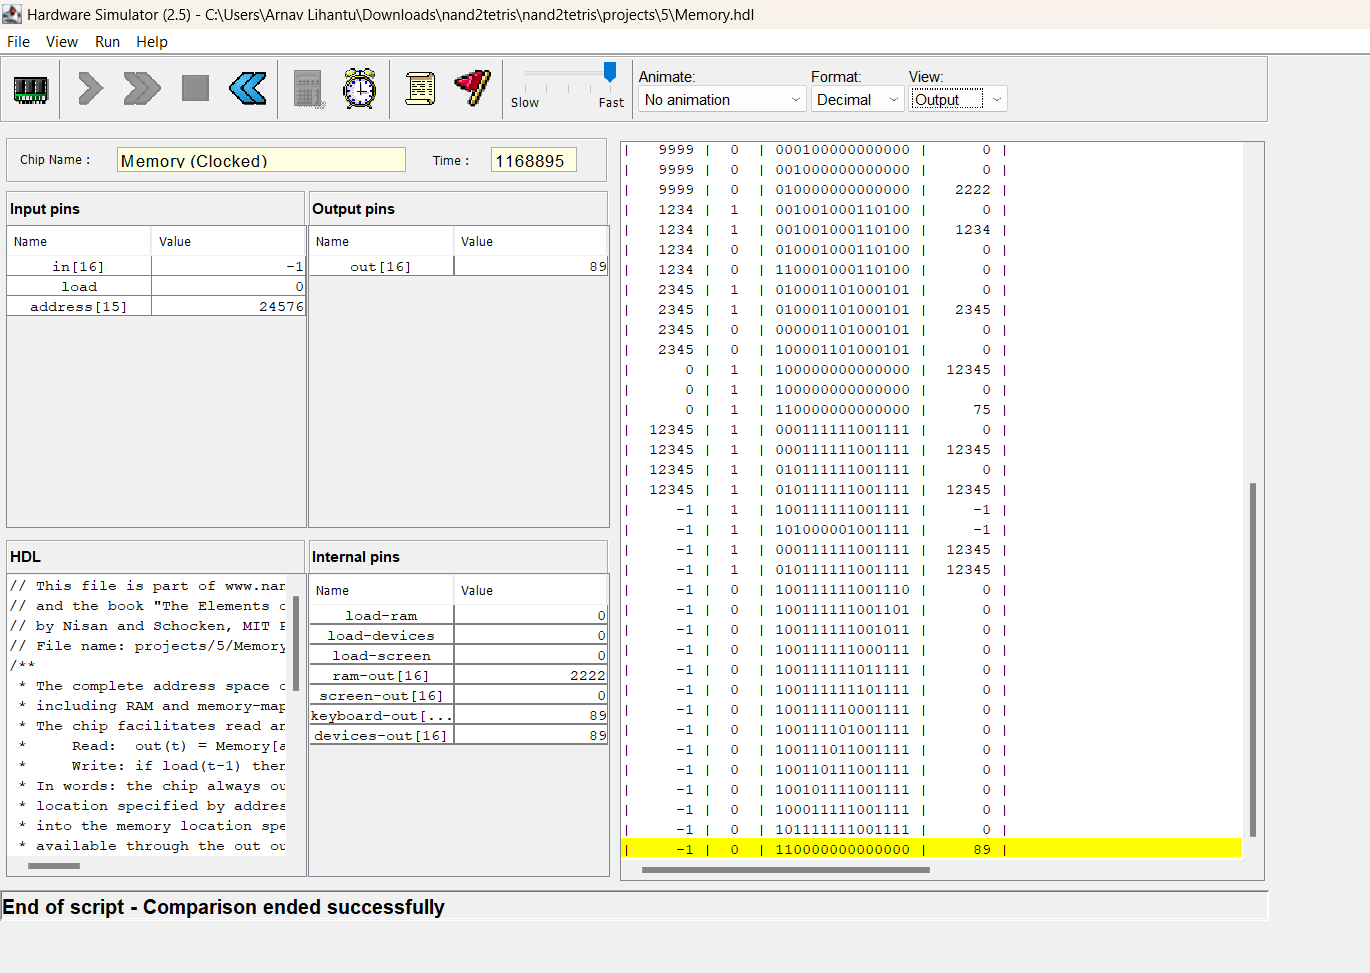 Hardware Simulator (2.5) - C:\Users\Arnav Lihantu\Downloads\nand2tetris\nand2tetris\projects\5\Memory.hdl
File View Run Help
Slow Fast
Animate: Format: View:
No animation Decimal Output
Chip Name : Memory (Clocked) Time : 1168895
Input pins
Name Value
in[16] -1
load 0
address[15] 24576
Output pins
Name Value
out[16] 89
HDL
// This file is part of www.nan
// and the book "The Elements o
// by Nisan and Schocken, MIT P
// File name: projects/5/Memory
/**
* The complete address space o
* including RAM and memory-map
* The chip facilitates read an
* Read: out(t) = Memory[a
* Write: if load(t-1) then
* In words: the chip always ou
* location specified by addres
* into the memory location spe
* available through the out ou
Internal pins
Name Value
load-ram 0
load-devices 0
load-screen 0
ram-out[16] 2222
screen-out[16] 0
keyboard-out[... 89
devices-out[16] 89
| 9999 | 0 | 000100000000000 | 0 |
| 9999 | 0 | 001000000000000 | 0 |
| 9999 | 0 | 010000000000000 | 2222 |
| 1234 | 1 | 001001000110100 | 0 |
| 1234 | 1 | 001001000110100 | 1234 |
| 1234 | 0 | 010001000110100 | 0 |
| 1234 | 0 | 110001000110100 | 0 |
| 2345 | 1 | 010001101000101 | 0 |
| 2345 | 1 | 010001101000101 | 2345 |
| 2345 | 0 | 000001101000101 | 0 |
| 2345 | 0 | 100001101000101 | 0 |
| 0 | 1 | 100000000000000 | 12345 |
| 0 | 1 | 100000000000000 | 0 |
| 0 | 1 | 110000000000000 | 75 |
| 12345 | 1 | 000111111001111 | 0 |
| 12345 | 1 | 000111111001111 | 12345 |
| 12345 | 1 | 010111111001111 | 0 |
| 12345 | 1 | 010111111001111 | 12345 |
| -1 | 1 | 100111111001111 | -1 |
| -1 | 1 | 101000001001111 | -1 |
| -1 | 1 | 000111111001111 | 12345 |
| -1 | 1 | 010111111001111 | 12345 |
| -1 | 0 | 100111111001110 | 0 |
| -1 | 0 | 100111111001101 | 0 |
| -1 | 0 | 100111111001011 | 0 |
| -1 | 0 | 100111111000111 | 0 |
| -1 | 0 | 100111111011111 | 0 |
| -1 | 0 | 100111111101111 | 0 |
| -1 | 0 | 100111110001111 | 0 |
| -1 | 0 | 100111101001111 | 0 |
| -1 | 0 | 100111011001111 | 0 |
| -1 | 0 | 100110111001111 | 0 |
| -1 | 0 | 100101111001111 | 0 |
| -1 | 0 | 100011111001111 | 0 |
| -1 | 0 | 101111111001111 | 0 |
| -1 | 0 | 110000000000000 | 89 |
End of script - Comparison ended successfully